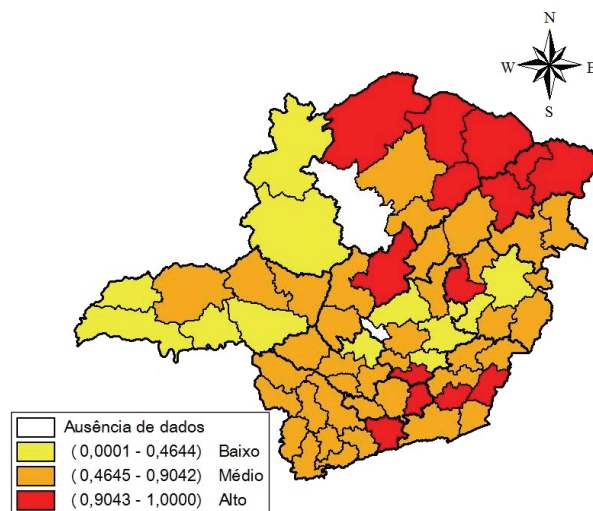 N
W E
S
Ausência de dados
(0,0001 - 0,4644) Baixo
(0,4645 - 0,9042) Médio
(0,9043 - 1,0000) Alto